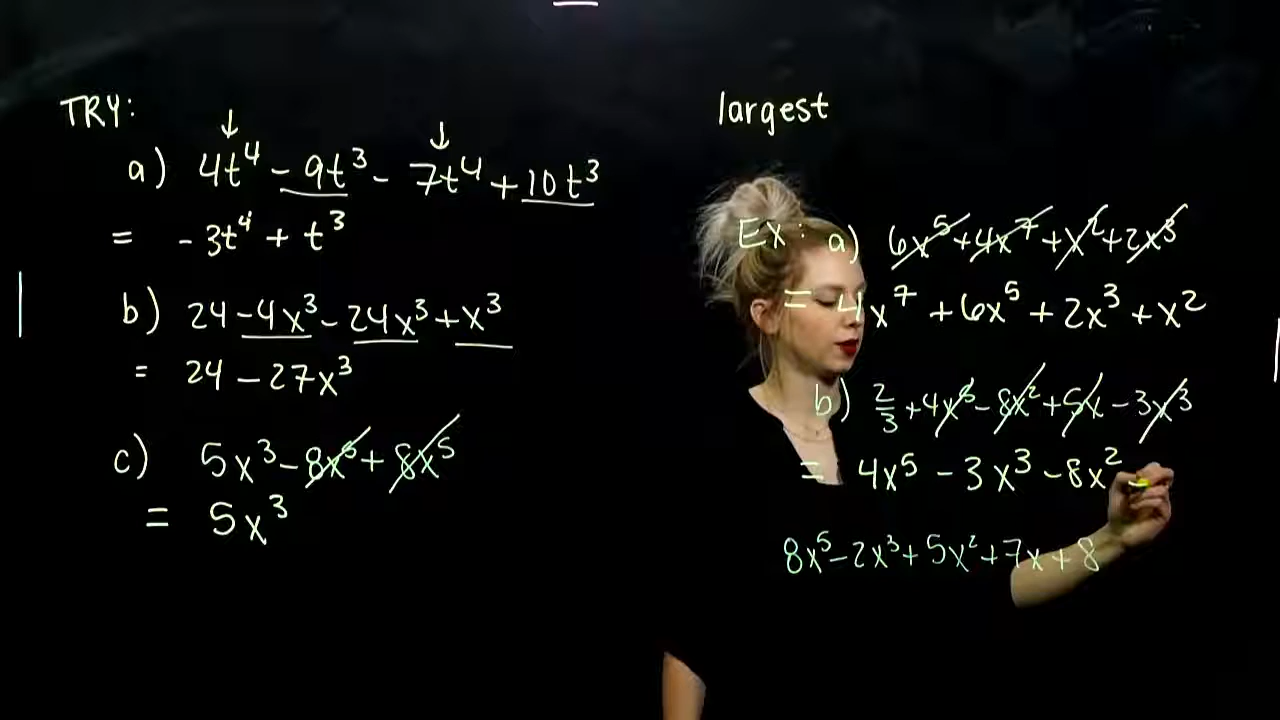 TRY:
a) 4t⁴ - 9t³ - 7t⁴ + 10t³
= -3t⁴ + t³
b) 24 - 4x³ - 24x³ + x³
= 24 - 27x³
c) 5x³ - 8x⁵ + 8x⁵
= 5x³
largest
Ex: a) 6x⁵ + 4x⁷ + x² + 2x³
= 4x⁷ + 6x⁵ + 2x³ + x²
b) 2/3 + 4x⁵ - 8x² + 5x - 3x³
= 4x⁵ - 3x³ - 8x²
8x⁵ - 2x³ + 5x² + 7x + 8